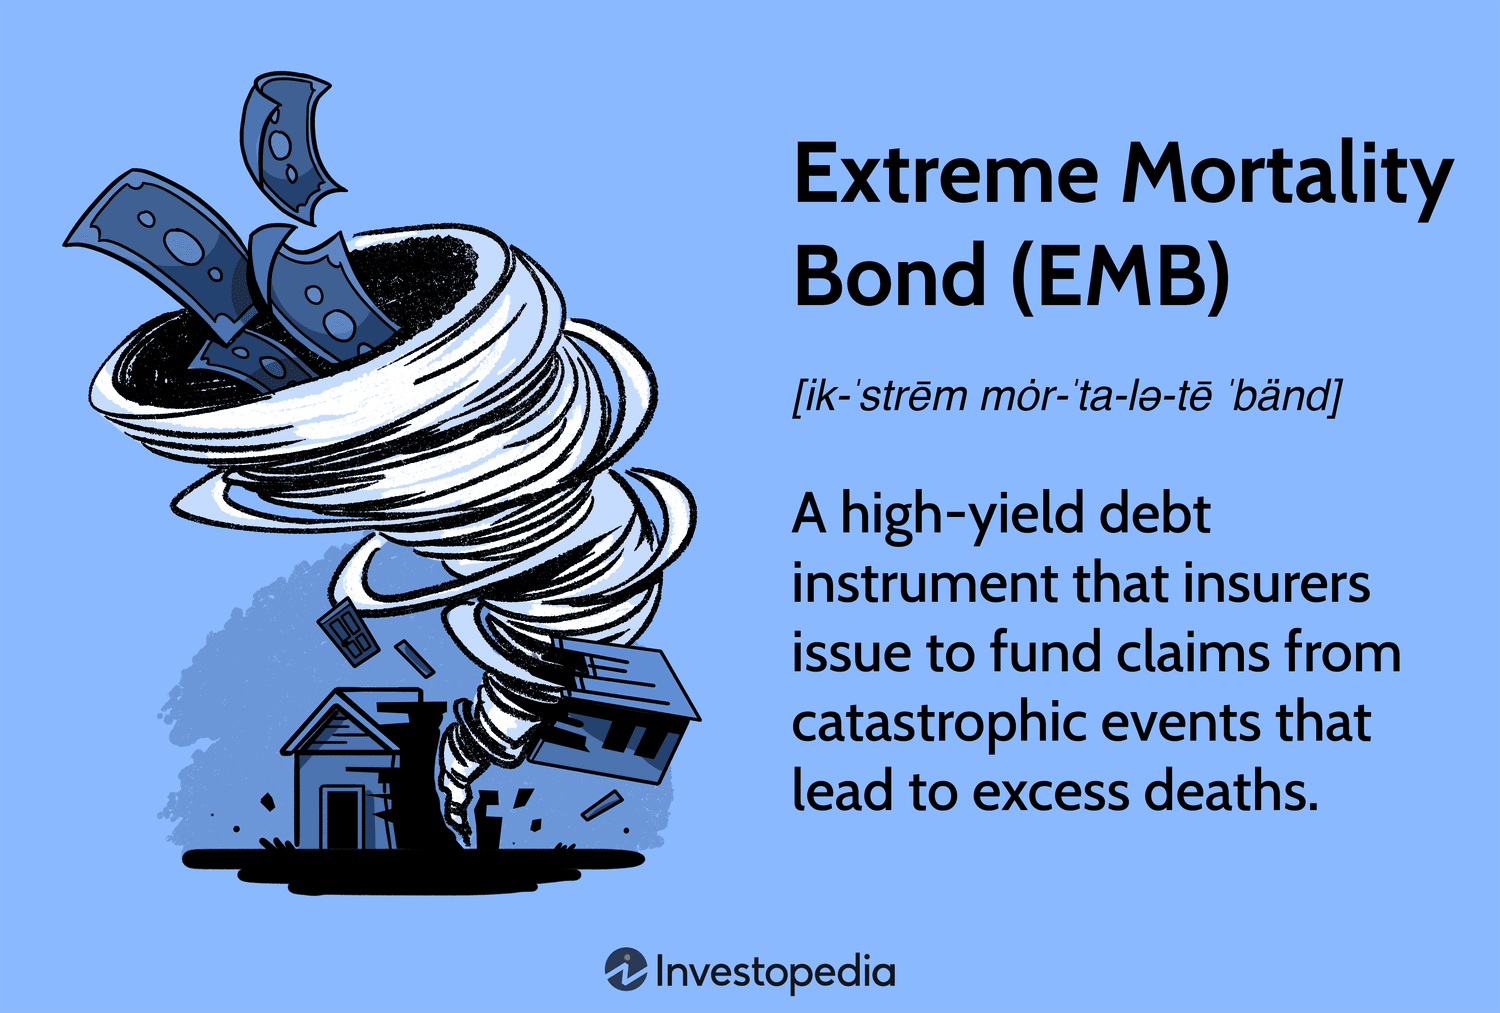 Extreme Mortality
Bond (EMB)
[ik-ˈstrēm mȯr-ˈta-lə-tē ˈbänd]
A high-yield debt
instrument that insurers
issue to fund claims from
catastrophic events that
lead to excess deaths.
Investopedia